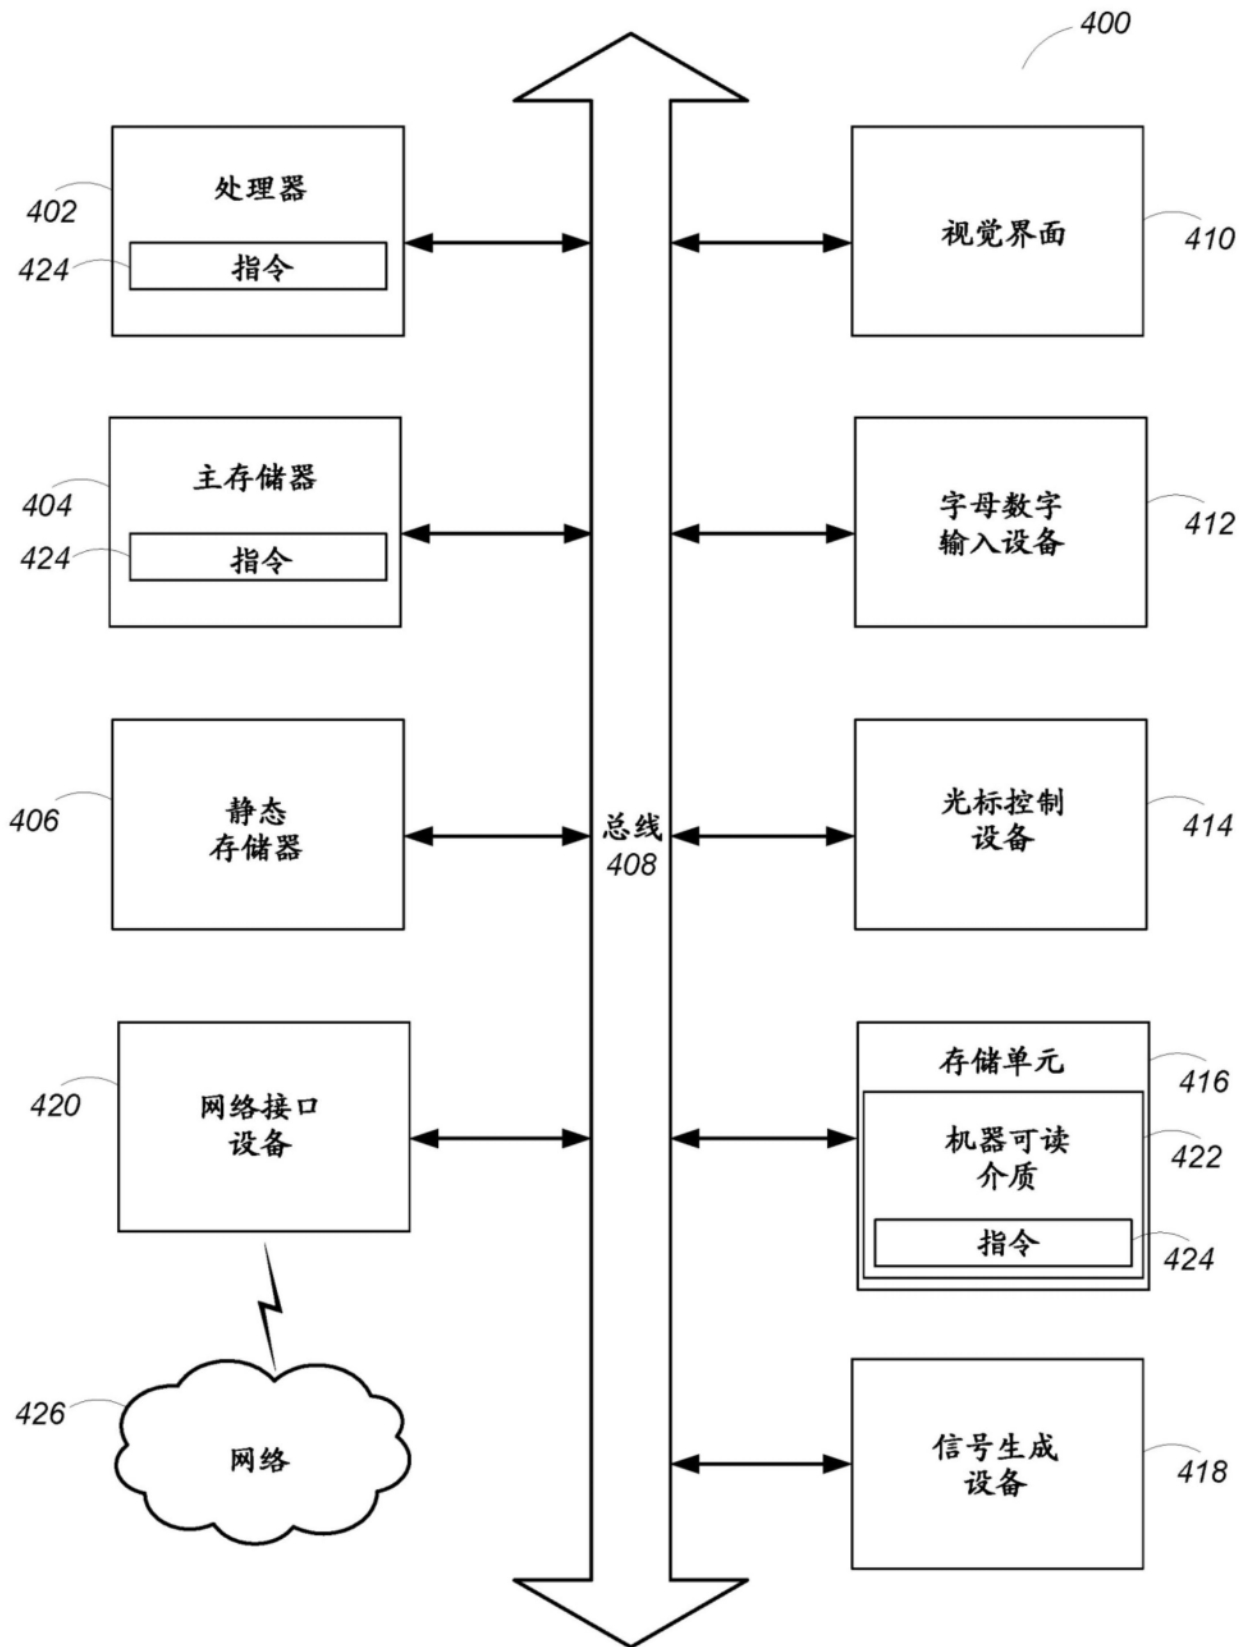 400
处理器
402
424
指令
视觉界面
410
主存储器
404
424
指令
字母数字
输入设备
412
静态
存储器
406
总线
408
光标控制
设备
414
网络接口
设备
420
存储单元
416
机器可读
介质
422
指令
424
网络
426
信号生成
设备
418